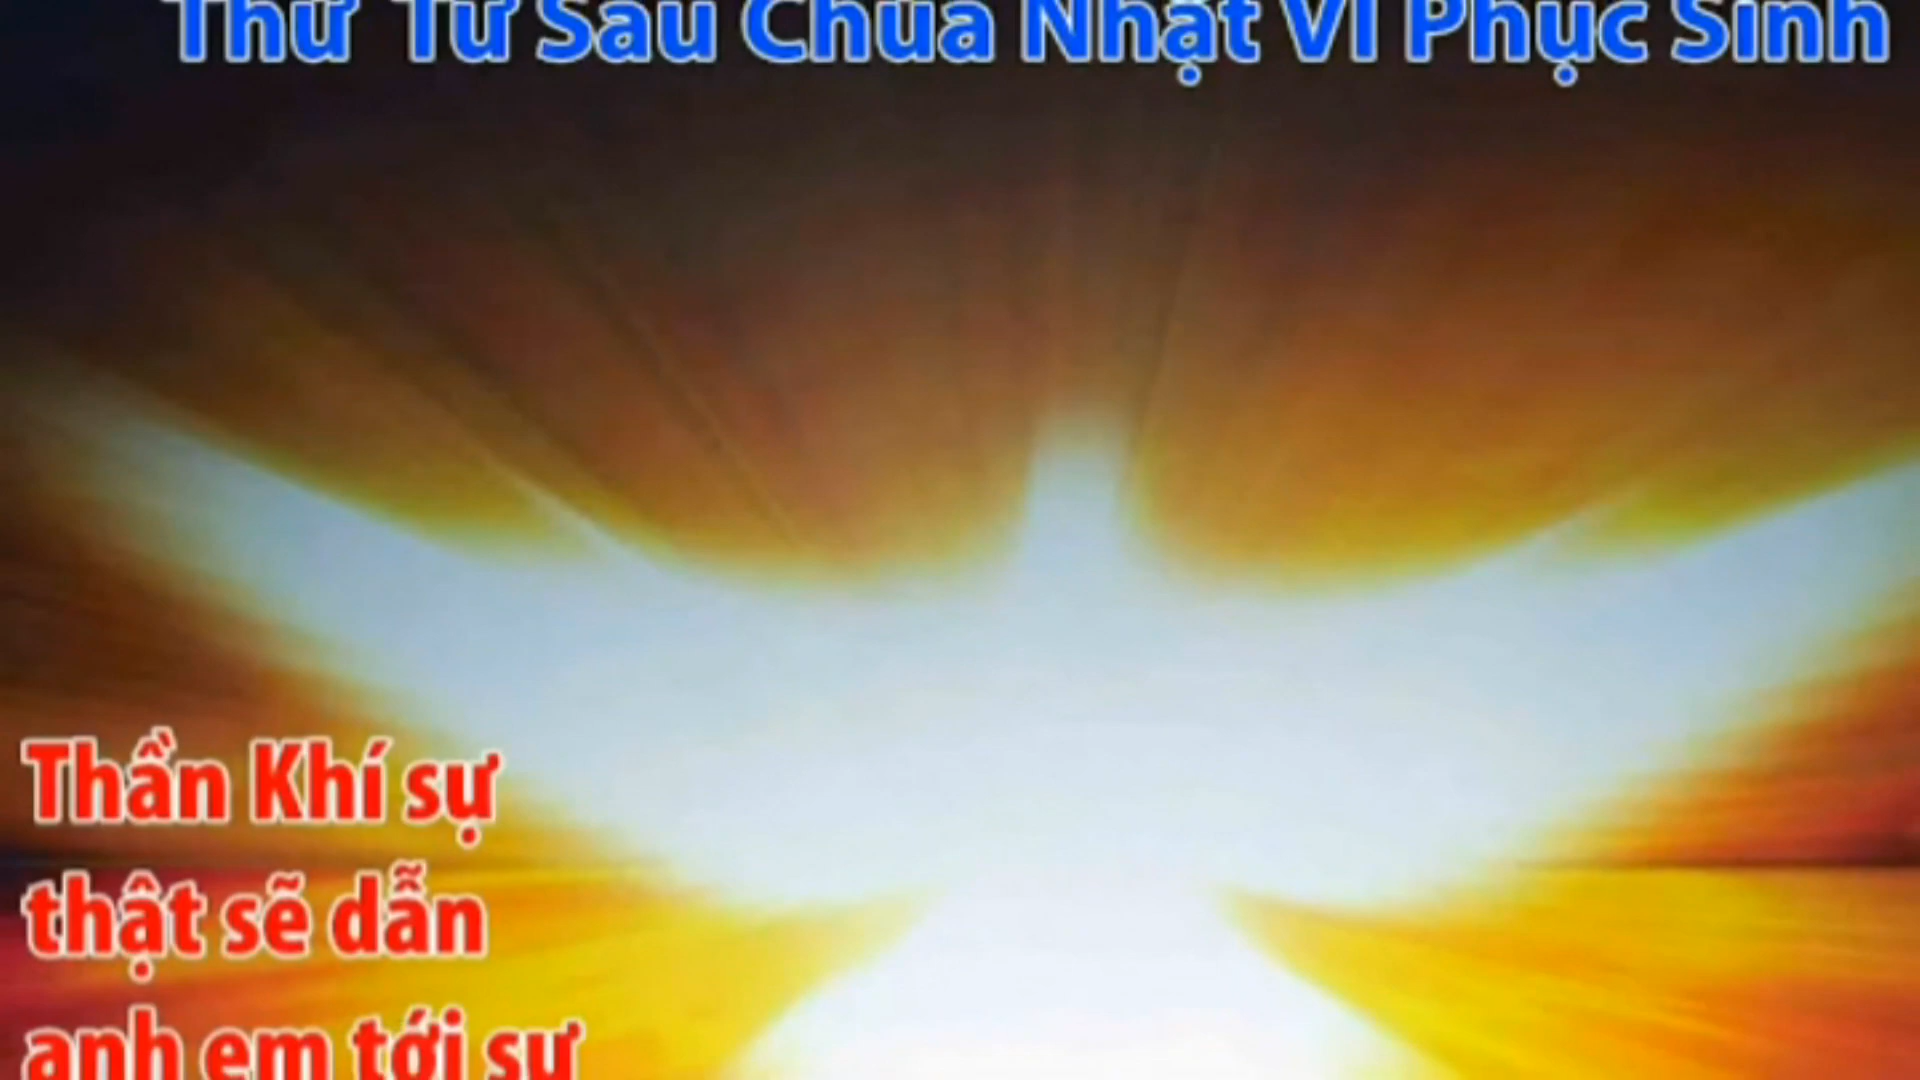 Thứ Tư Sau Chúa Nhật VI Phục Sinh
Thần Khí sự
thật sẽ dẫn
anh em tới sự